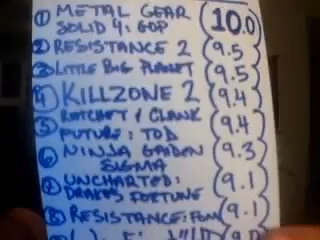 ① METAL GEAR
SOLID 4: GOP 10.0
② RESISTANCE 2 9.5
③ LITTLE BIG PLANET 9.5
④ KILLZONE 2 9.4
⑤ RATCHET & CLANK
FUTURE: TOD 9.4
⑥ NINJA GAIDEN
SIGMA 9.3
⑦ UNCHARTED:
DRAKES FORTUNE 9.1
⑧ RESISTANCE: FOM 9.1